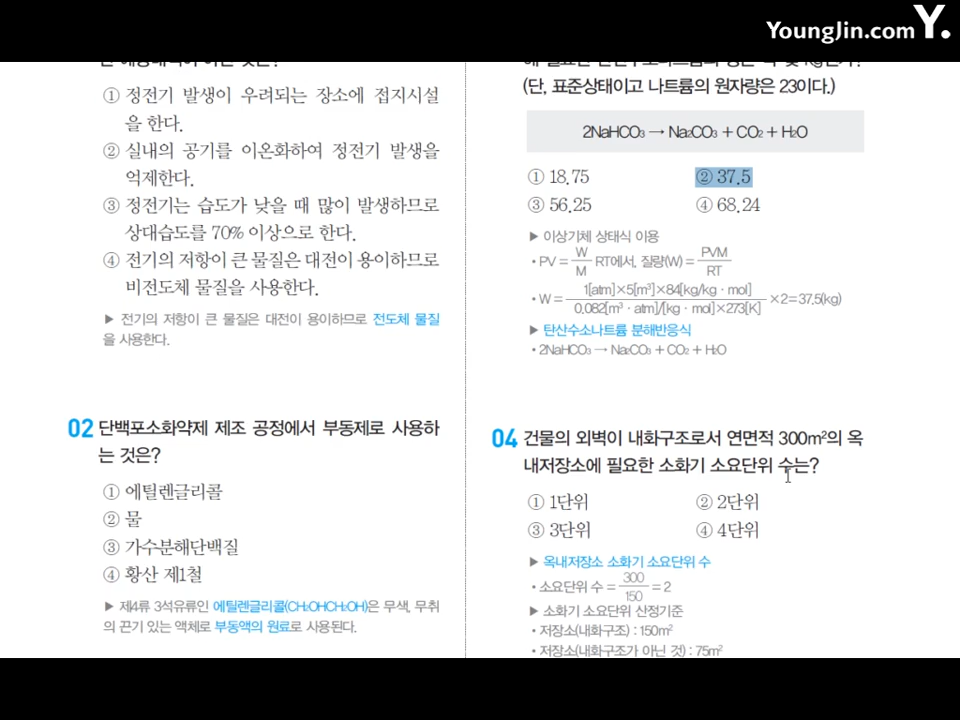 YoungJin.com Y.
① 정전기 발생이 우려되는 장소에 접지시설
을 한다.
② 실내의 공기를 이온화하여 정전기 발생을
억제한다.
③ 정전기는 습도가 낮을 때 많이 발생하므로
상대습도를 70% 이상으로 한다.
④ 전기의 저항이 큰 물질은 대전이 용이하므로
비전도체 물질을 사용한다.
▶ 전기의 저항이 큰 물질은 대전이 용이하므로 전도체 물질
을 사용한다.
02 단백포소화약제 제조 공정에서 부동제로 사용하
는 것은?
① 에틸렌글리콜
② 물
③ 가수분해단백질
④ 황산 제1철
▶ 제4류 3석유류인 에틸렌글리콜(CH₂OHCH₂OH)은 무색, 무취
의 끈기 있는 액체로 부동액의 원료로 사용된다.
(단, 표준상태이고 나트륨의 원자량은 23이다.)
2NaHCO₃ → Na₂CO₃ + CO₂ + H₂O
① 18.75 ② 37.5
③ 56.25 ④ 68.24
▶ 이상기체 상태식 이용
• PV = W/M RT에서, 질량(W) = PVM/RT
• W = 1[atm]×5[m³]×84[kg/kg · mol] / 0.082[m³ · atm]/[kg · mol]×273[K] ×2=37.5(kg)
▶ 탄산수소나트륨 분해반응식
• 2NaHCO₃ → Na₂CO₃ + CO₂ + H₂O
04 건물의 외벽이 내화구조로서 연면적 300m²의 옥
내저장소에 필요한 소화기 소요단위 수는?
① 1단위 ② 2단위
③ 3단위 ④ 4단위
▶ 옥내저장소 소화기 소요단위 수
• 소요단위 수 = 300/150 = 2
▶ 소화기 소요단위 산정기준
• 저장소(내화구조) : 150m²
• 저장소(내화구조가 아닌 것) : 75m²